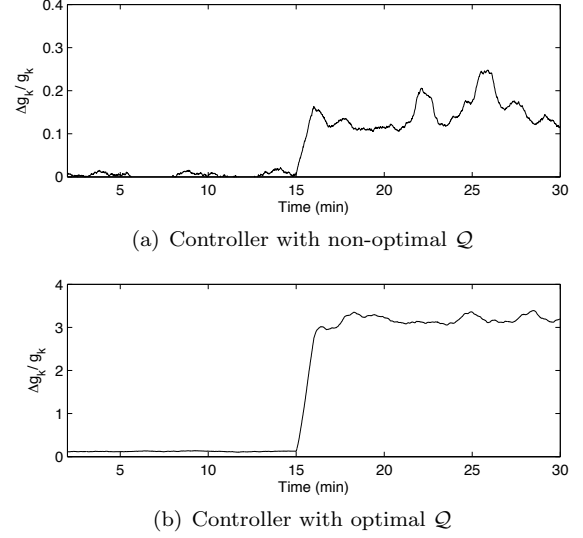 0.4
0.3
0.2
0.1
0
Δg_k / g_k
5 10 15 20 25 30
Time (min)
(a) Controller with non-optimal 𝒬
4
3
2
1
0
Δg_k / g_k
5 10 15 20 25 30
Time (min)
(b) Controller with optimal 𝒬